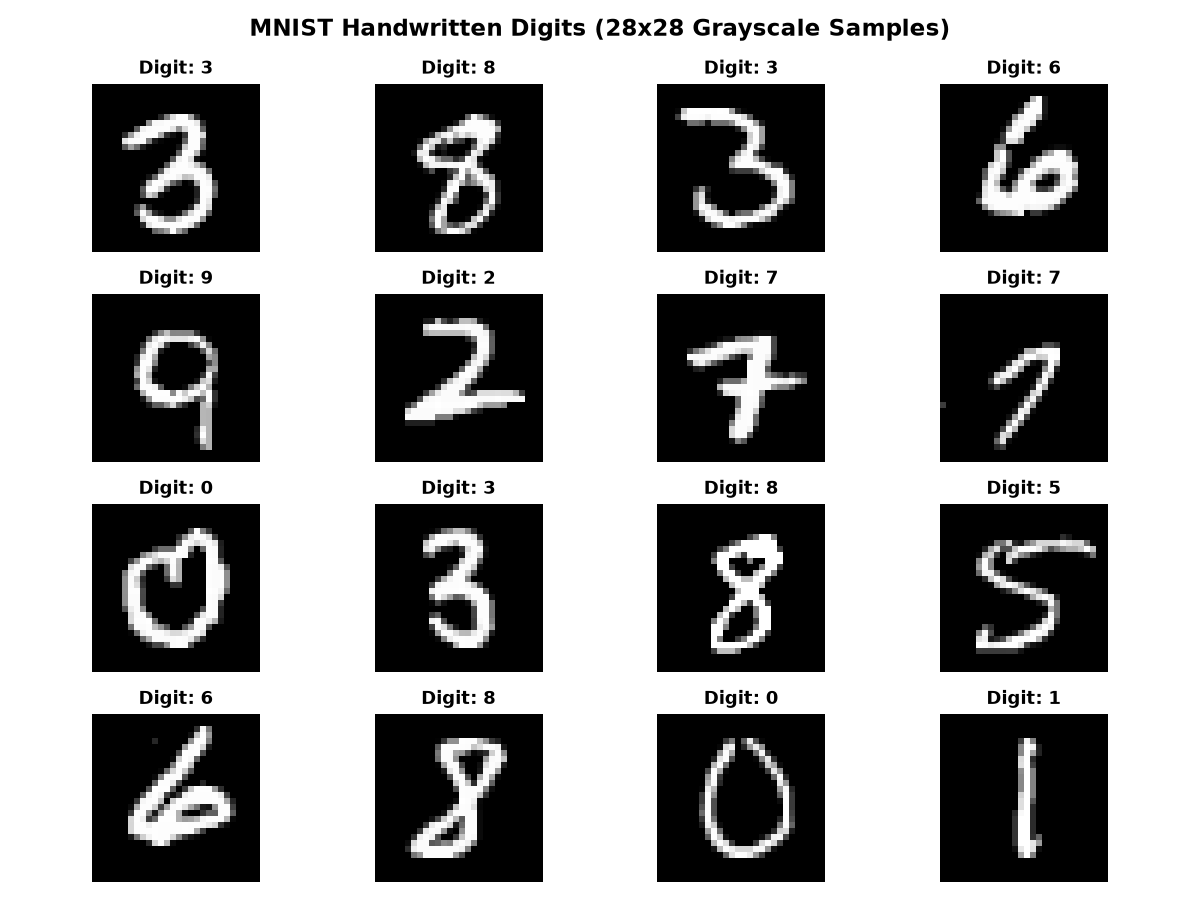 MNIST Handwritten Digits (28x28 Grayscale Samples)
Digit: 3 Digit: 8 Digit: 3 Digit: 6
3 8 3 6
Digit: 9 Digit: 2 Digit: 7 Digit: 7
9 2 7 7
Digit: 0 Digit: 3 Digit: 8 Digit: 5
0 3 8 5
Digit: 6 Digit: 8 Digit: 0 Digit: 1
6 8 0 1